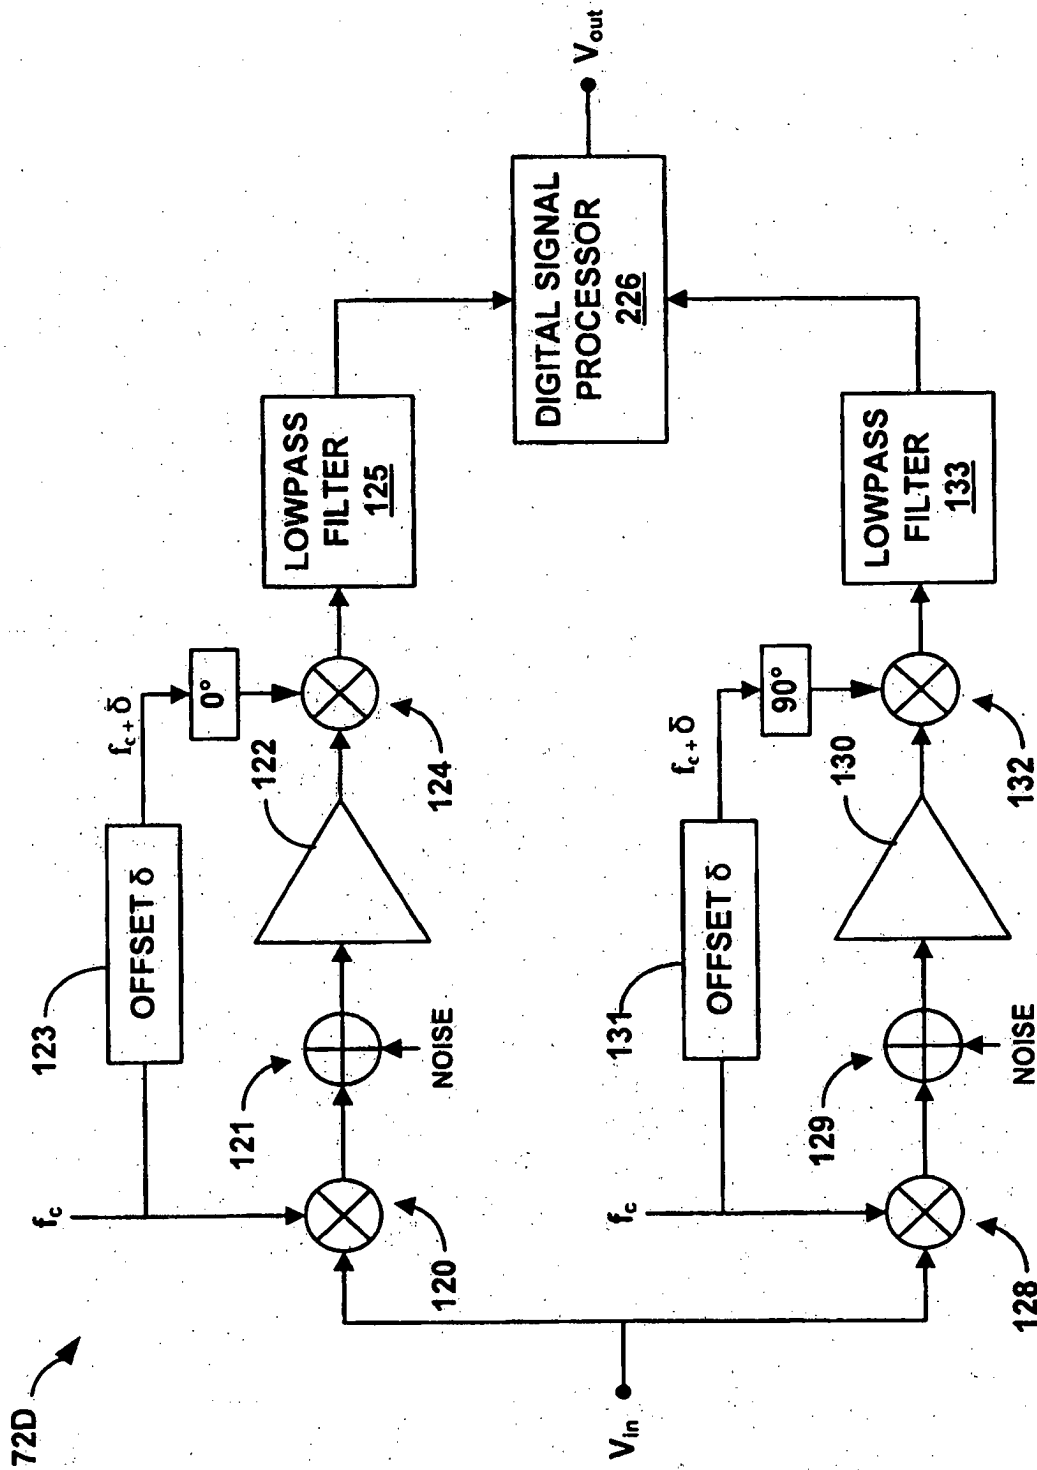 72D
123
OFFSET δ
f_c+δ
0°
f_c
121
122
124
120
NOISE
LOWPASS
FILTER
125
V_in
DIGITAL SIGNAL
PROCESSOR
226
V_out
131
OFFSET δ
f_c+δ
90°
f_c
129
130
132
128
NOISE
LOWPASS
FILTER
133